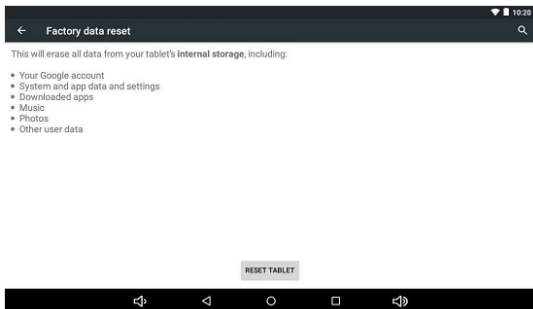 10:20
Factory data reset
This will erase all data from your tablet's internal storage, including:
• Your Google account
• System and app data and settings
• Downloaded apps
• Music
• Photos
• Other user data
RESET TABLET